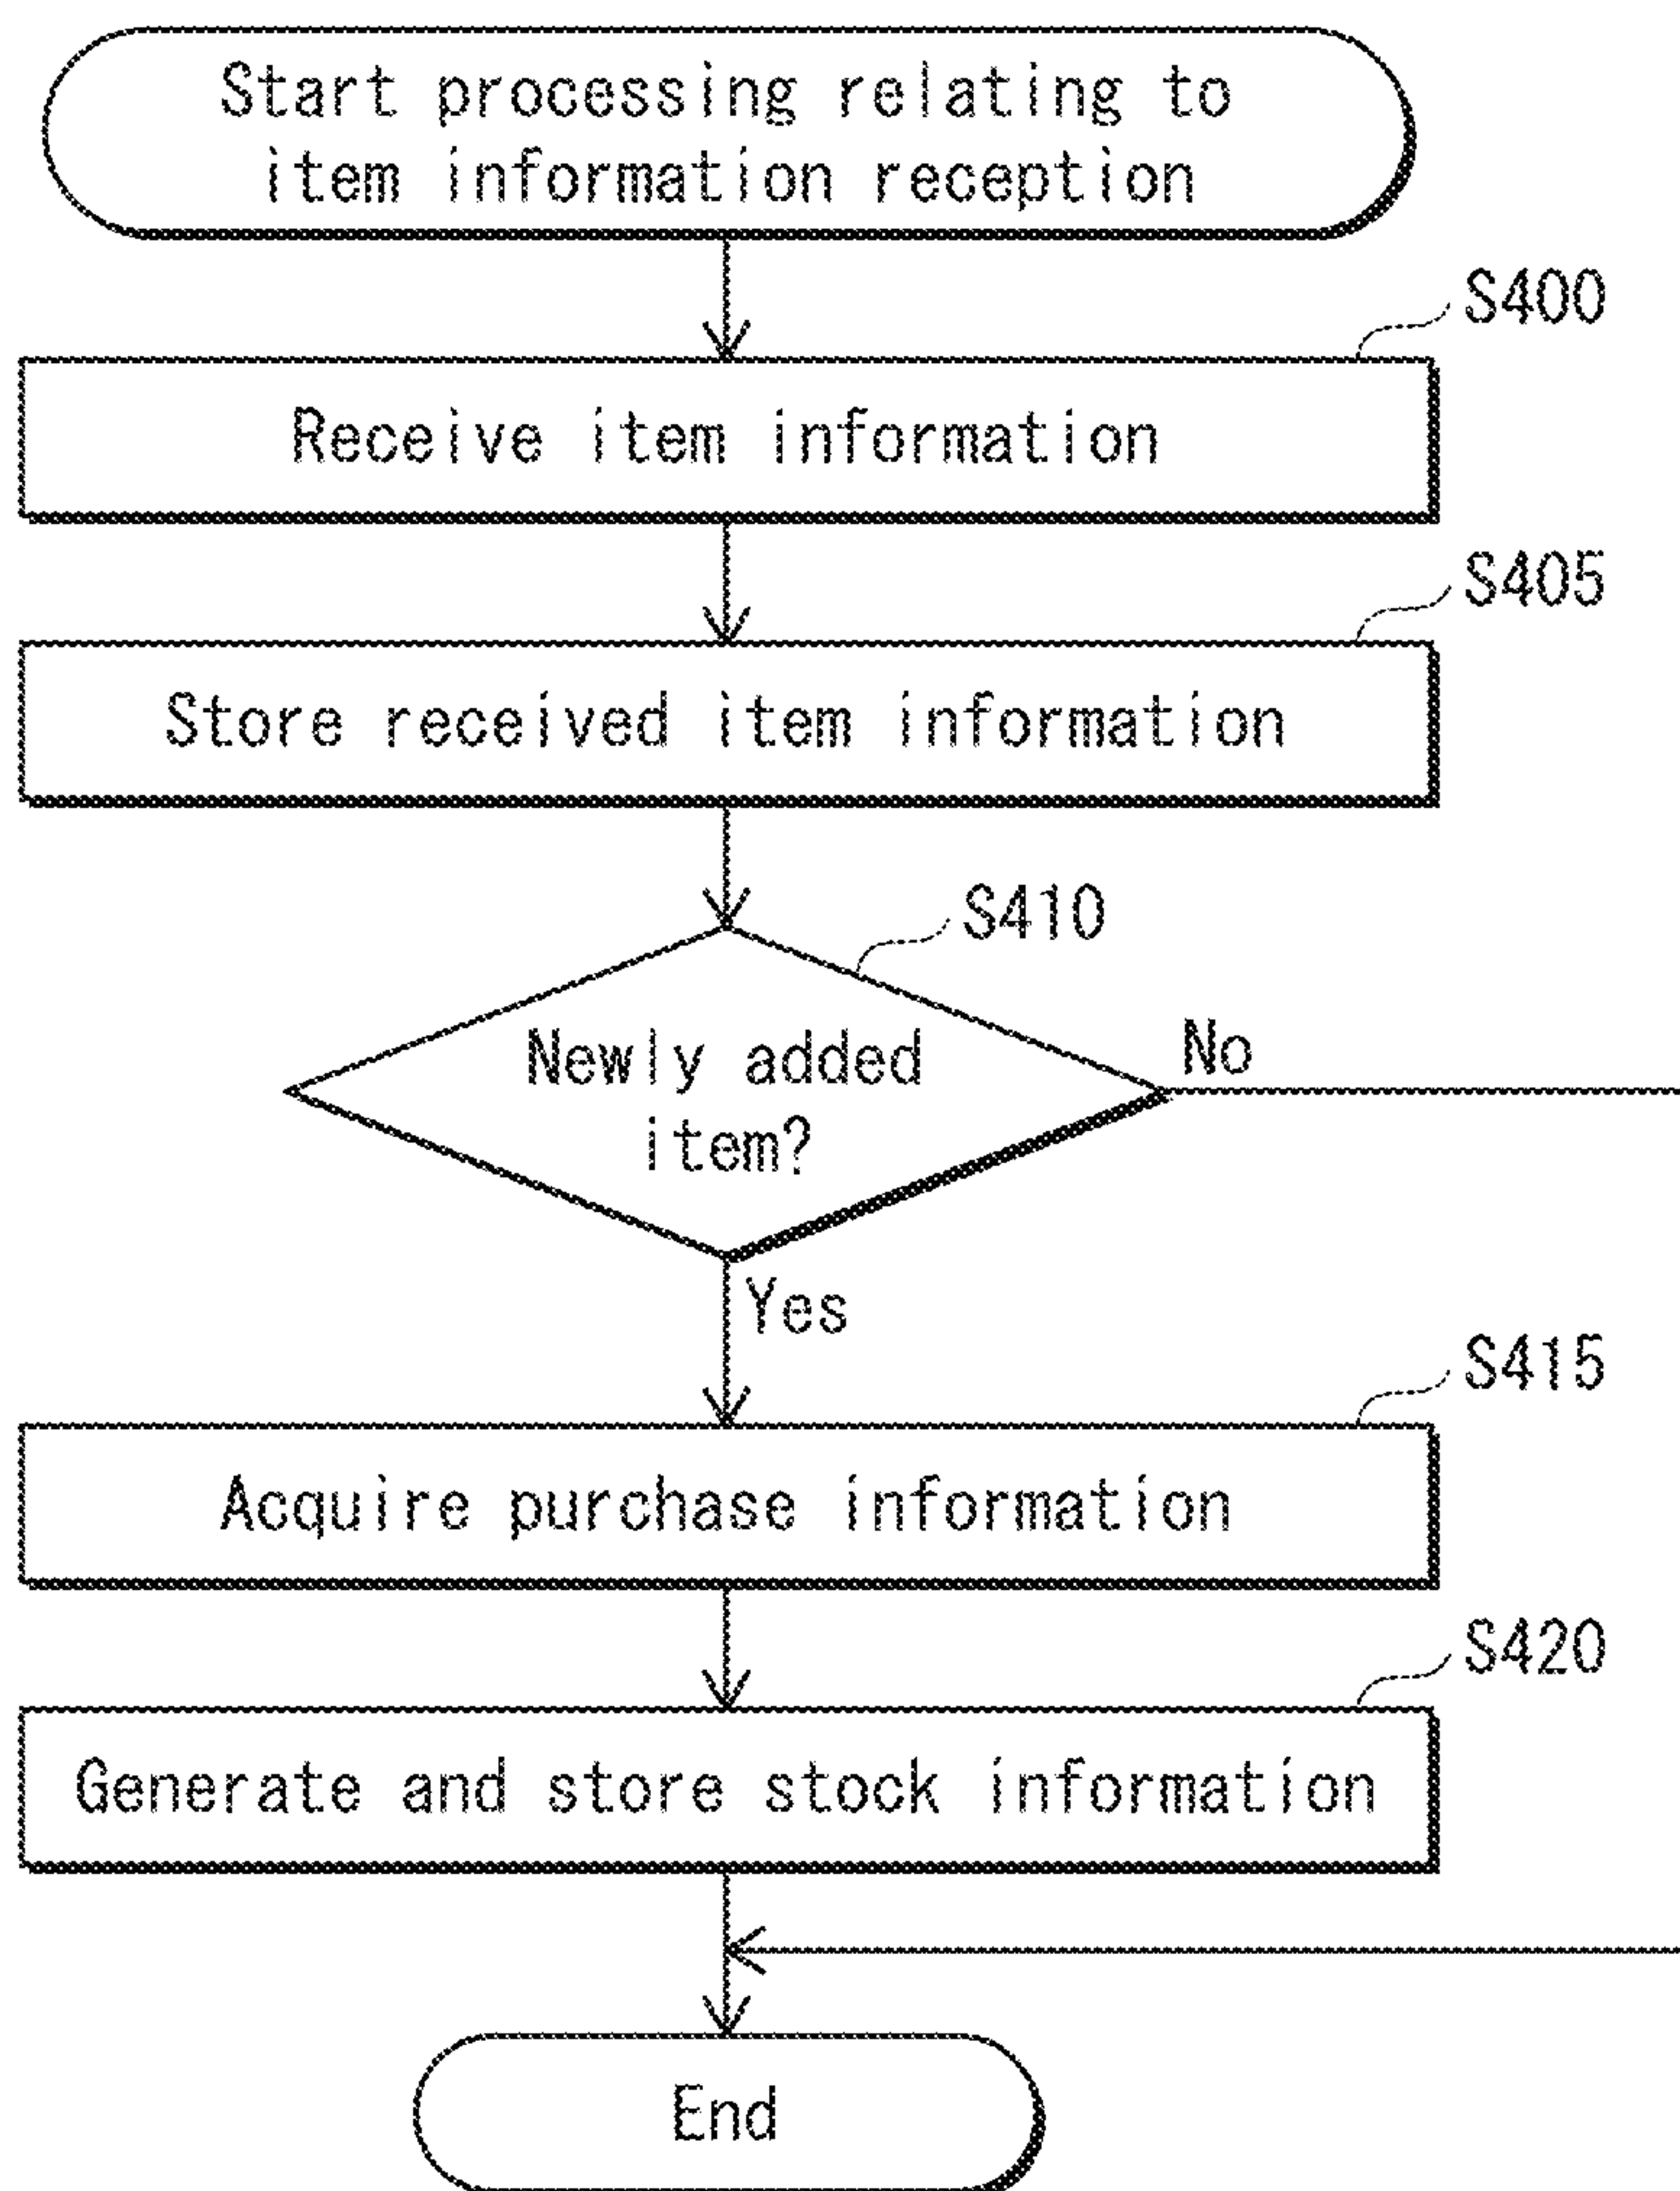 Start processing relating to
item information reception
S400
Receive item information
S405
Store received item information
S410
Newly added
item?
No
Yes
S415
Acquire purchase information
S420
Generate and store stock information
End